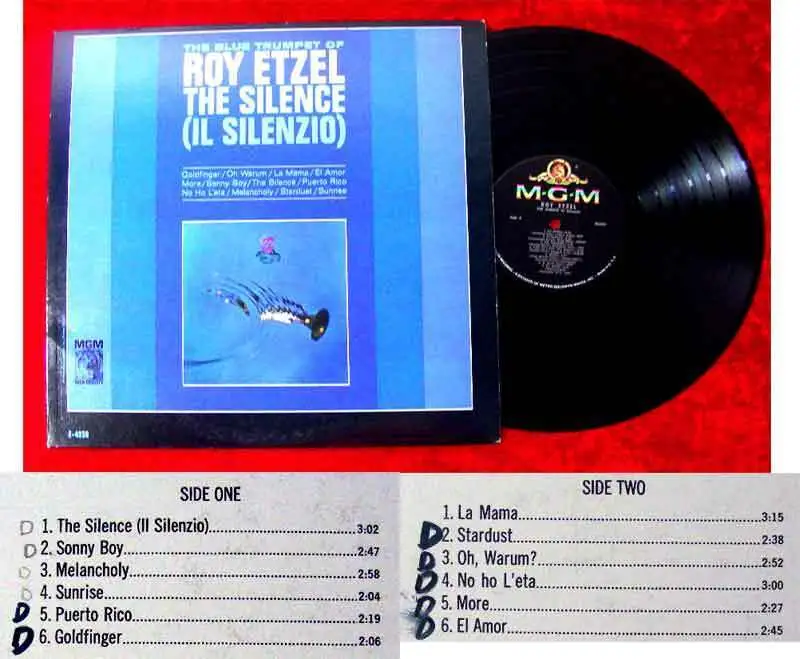 THE BLUE TRUMPET OF
ROY ETZEL
THE SILENCE
(IL SILENZIO)
Goldfinger/Oh Warum/La Mama/El Amor
More/Sonny Boy/The Silence/Puerto Rico
No Ho L'eta/Melancholy/Stardust/Sunrise
MGM
E-4330
M-G-M
ROY ETZEL
SIDE ONE
D 1. The Silence (Il Silenzio)..........3:02
D 2. Sonny Boy..........2:47
3. Melancholy..........2:58
4. Sunrise..........2:04
D 5. Puerto Rico..........2:19
D 6. Goldfinger..........2:06
SIDE TWO
1. La Mama..........3:15
D 2. Stardust..........2:38
D 3. Oh, Warum?..........2:52
D 4. No ho L'eta..........3:00
D 5. More..........2:27
D 6. El Amor..........2:45